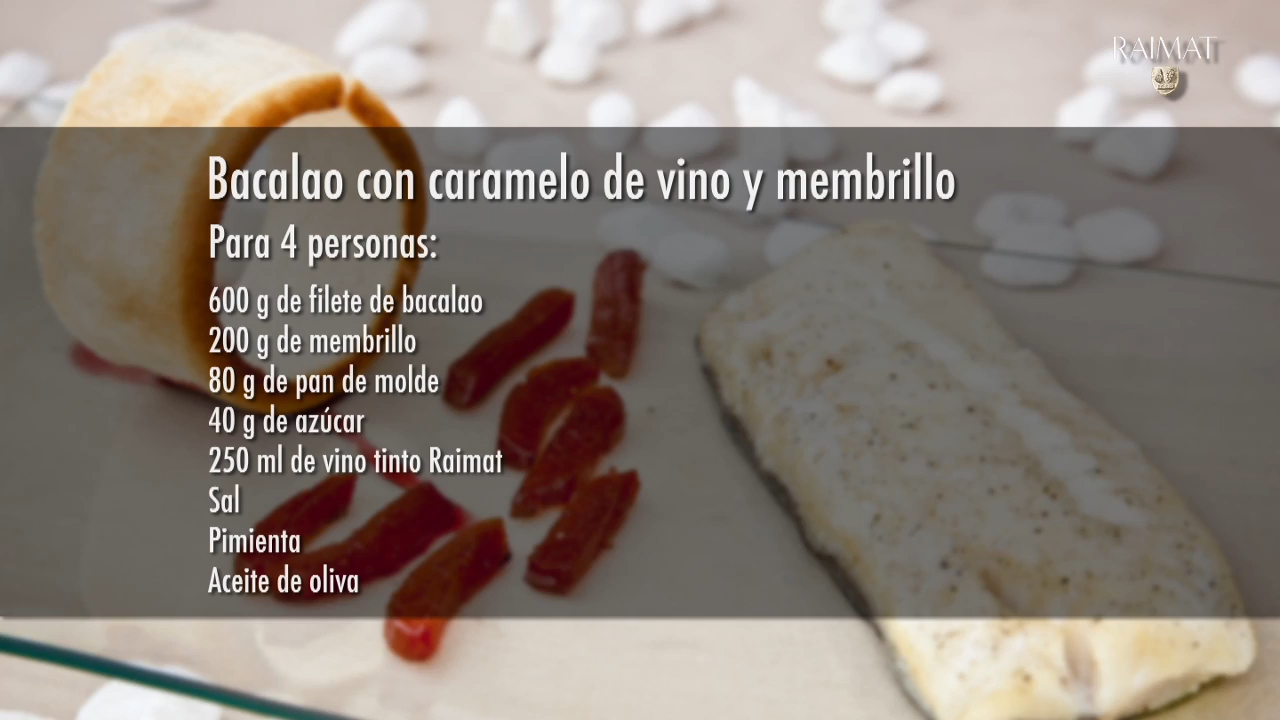 RAIMAT
Bacalao con caramelo de vino y membrillo
Para 4 personas:
600 g de filete de bacalao
200 g de membrillo
80 g de pan de molde
40 g de azúcar
250 ml de vino tinto Raimat
Sal
Pimienta
Aceite de oliva